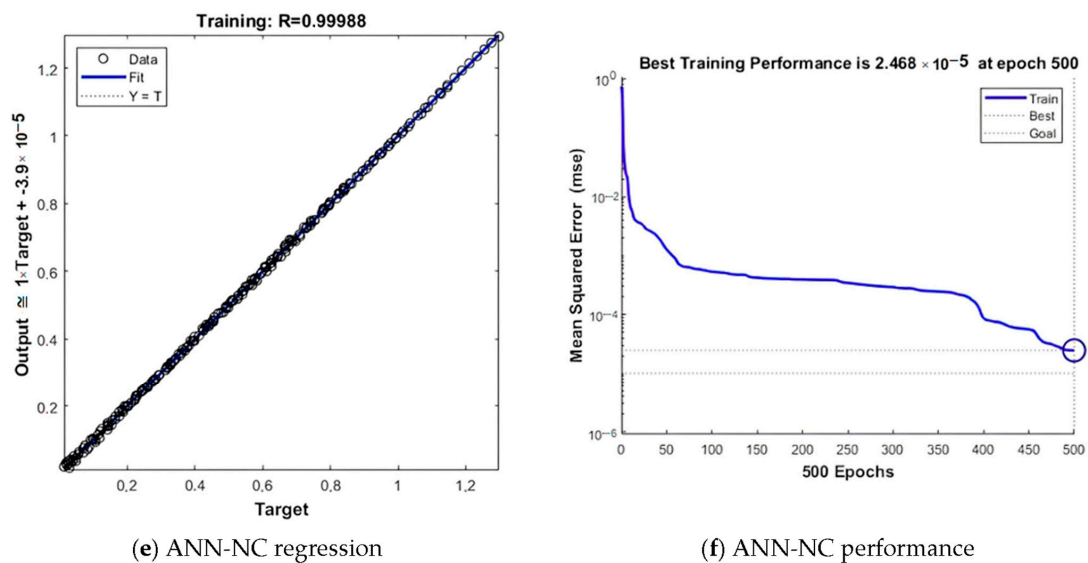 Training: R=0.99988
Data
Fit
Y = T
1.2
1
0.8
0.6
0.4
0.2
Output ≅ 1×Target + -3.9× 10−5
0,2
0,4
0,6
0,8
1
1,2
Target
(e) ANN-NC regression
Best Training Performance is 2.468 × 10−5 at epoch 500
Train
Best
Goal
10^0
10^−2
10^−4
10^−6
Mean Squared Error (mse)
0
50
100
150
200
250
300
350
400
450
500
500 Epochs
(f) ANN-NC performance